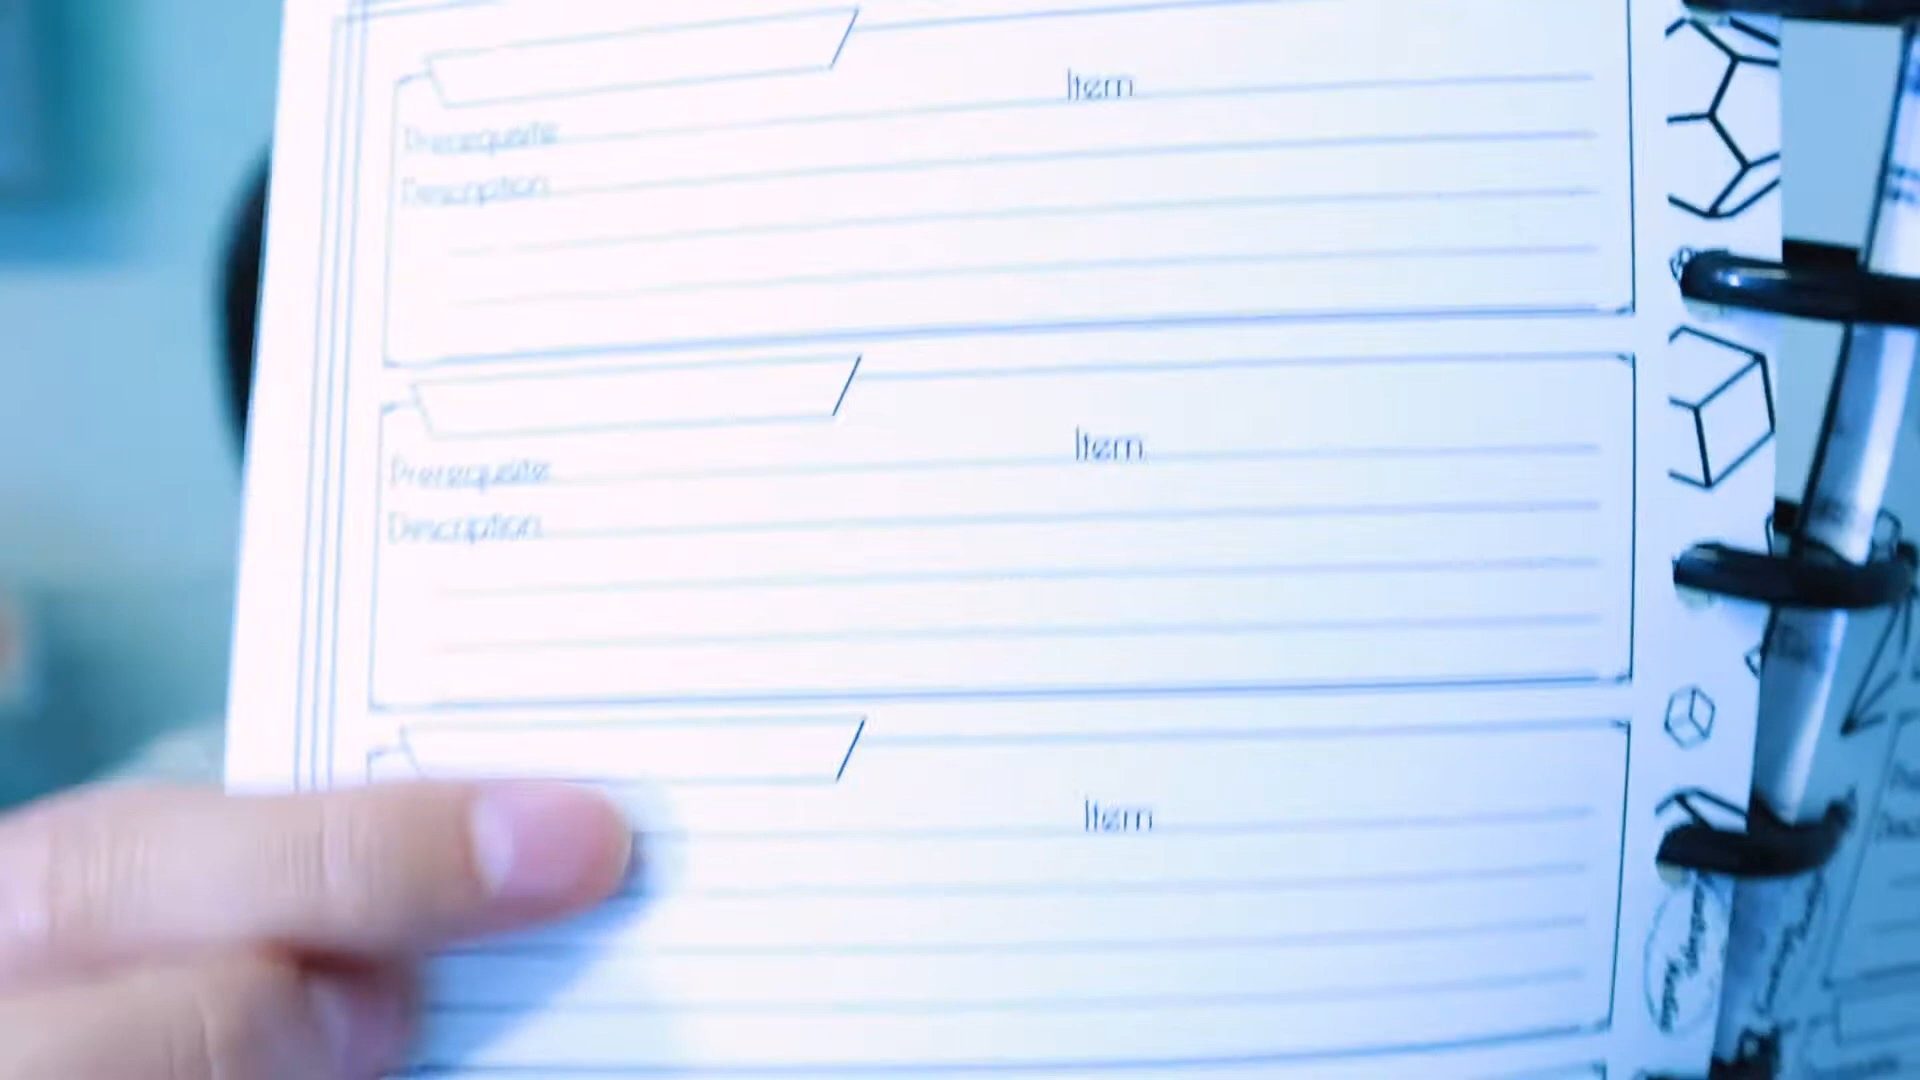 Item
Prerequisite
Description
Item
Prerequisite
Description
Item